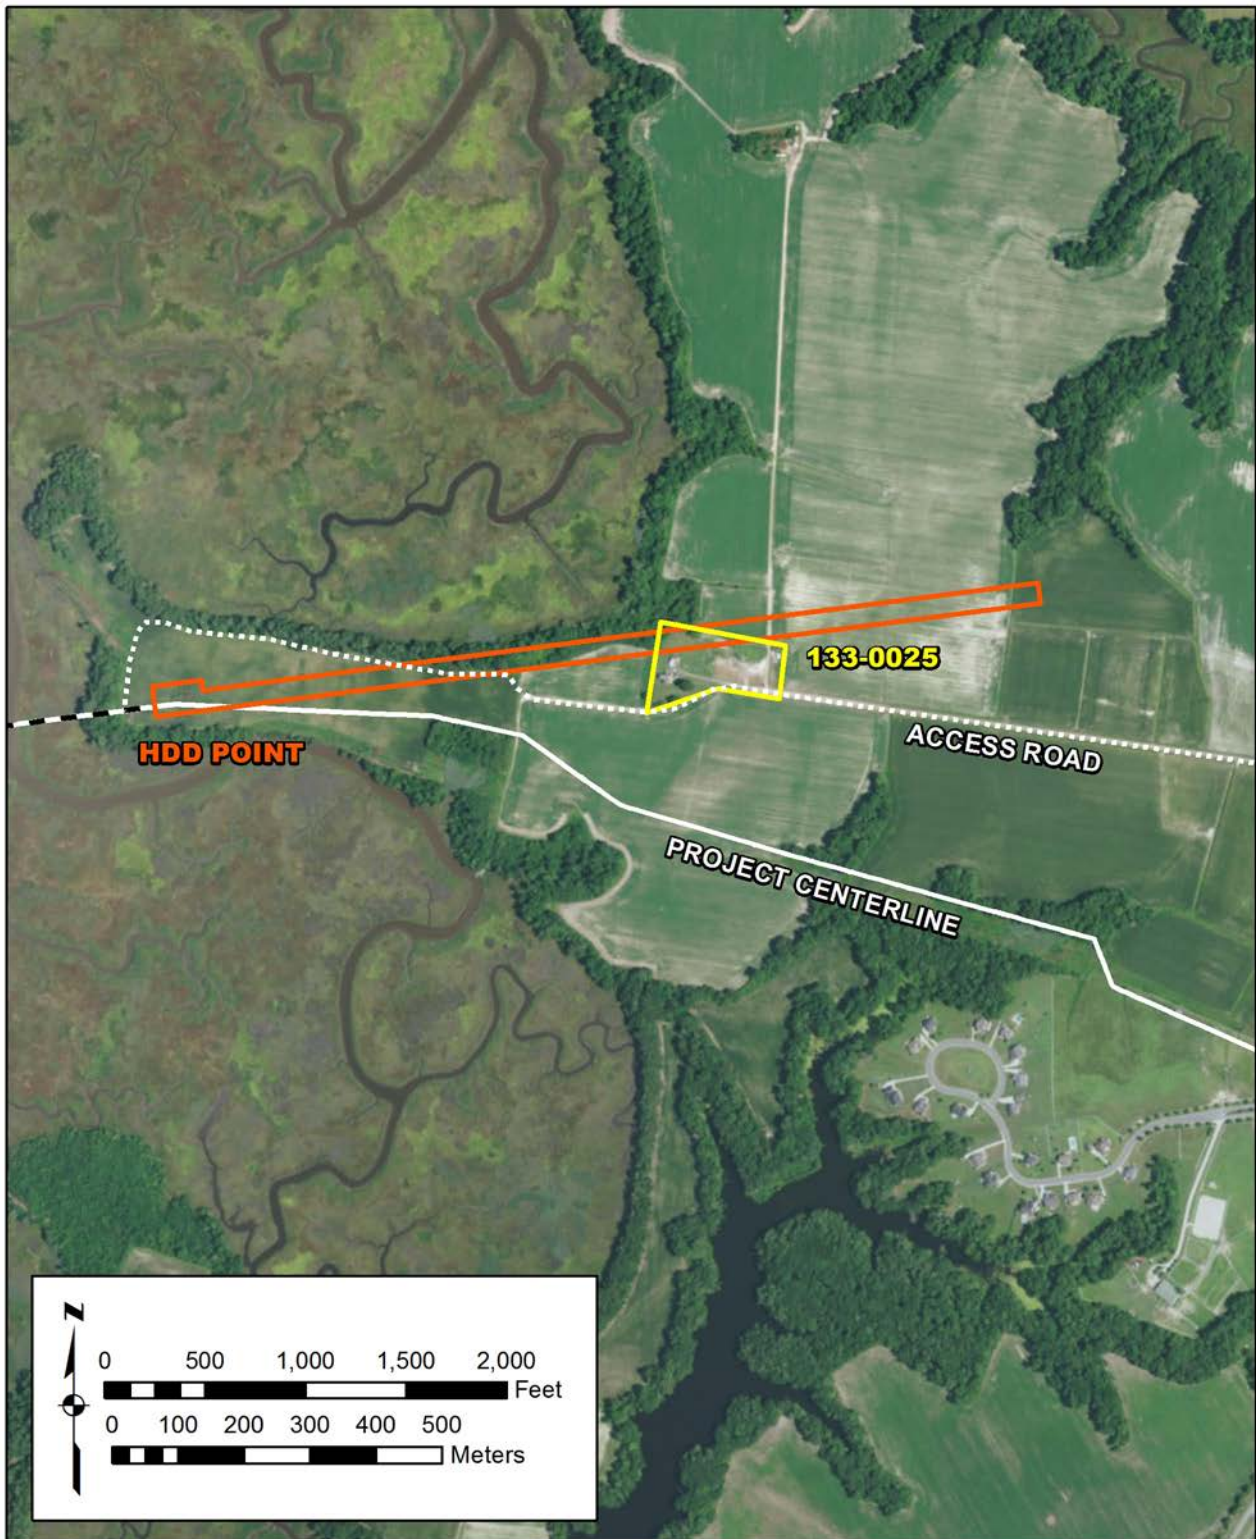 133-0025
ACCESS ROAD
HDD POINT
PROJECT CENTERLINE
N
0 500 1,000 1,500 2,000
Feet
0 100 200 300 400 500
Meters